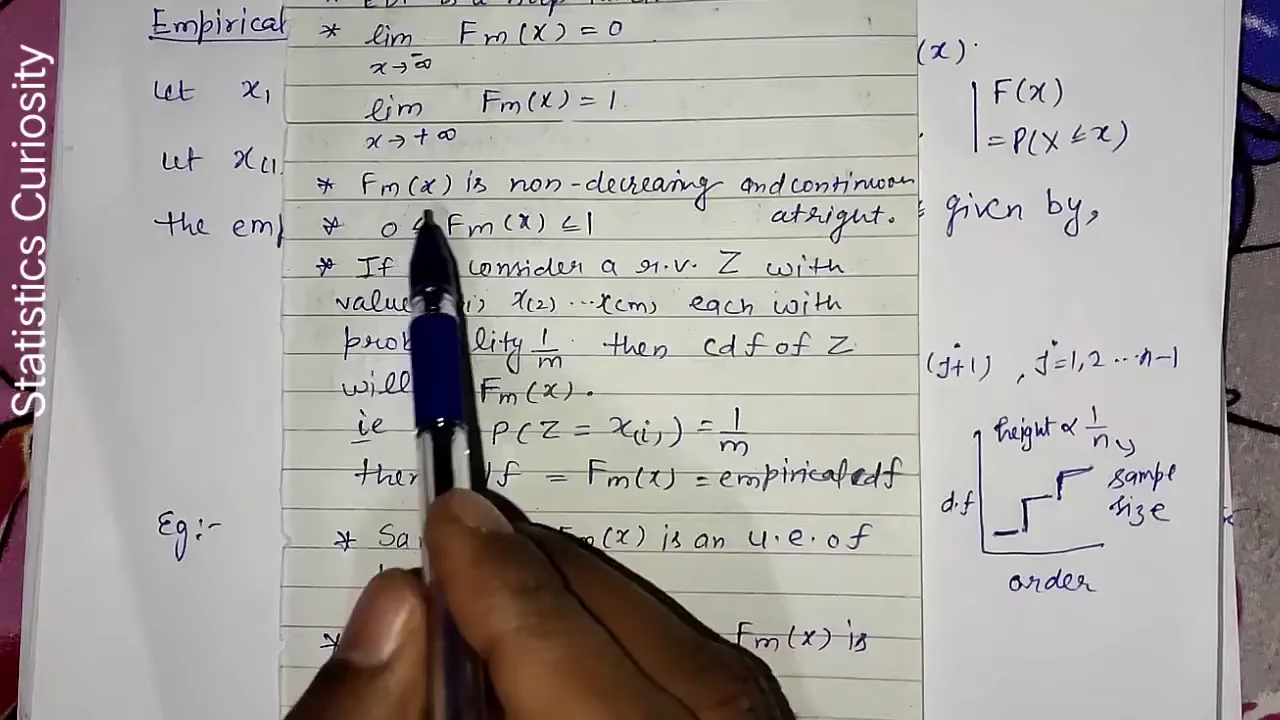 Statistics Curiosity
Empirical
Let x1
Let x(1
the emp
Eg:-
* lim Fm(x) = 0
x→-∞
lim Fm(x) = 1
x→+∞
* Fm(x) is non-decreaing and continuous
at right.
* 0 ≤ Fm(x) ≤ 1
* If consider a r.v. Z with
value x(2) ... x(m) each with
probability 1/m then cdf of Z
will Fm(x).
ie P(Z = x(i)) = 1/m
then df = Fm(x) = empirical cdf
* Sa Fm(x) is an u.e. of
* Fm(x) is
(x).
F(x)
= P(X ≤ x)
given by,
(j+1) , j=1,2 ... n-1
height ∝ 1/n
sample
size
d.f
order